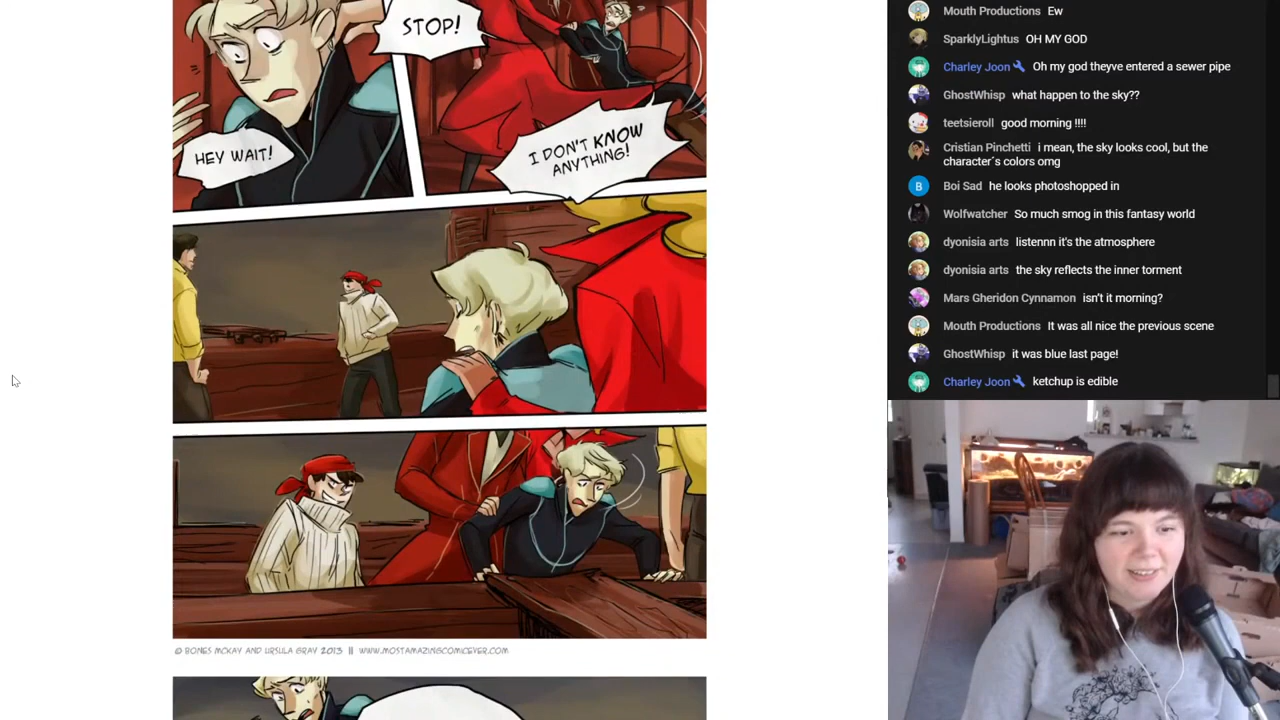 STOP!
HEY WAIT!
I DON'T KNOW
ANYTHING!
© BONES MCKAY AND URSULA GRAY 2013 || WWW.MOSTAMAZINGCOMICEVER.COM
Mouth Productions Ew
SparklyLightus OH MY GOD
Charley Joon Oh my god theyve entered a sewer pipe
GhostWhisp what happen to the sky??
teetsieroll good morning !!!!
Cristian Pinchetti i mean, the sky looks cool, but the
character´s colors omg
B Boi Sad he looks photoshopped in
Wolfwatcher So much smog in this fantasy world
dyonisia arts listennn it's the atmosphere
dyonisia arts the sky reflects the inner torment
Mars Gheridon Cynnamon isn't it morning?
Mouth Productions It was all nice the previous scene
GhostWhisp it was blue last page!
Charley Joon ketchup is edible